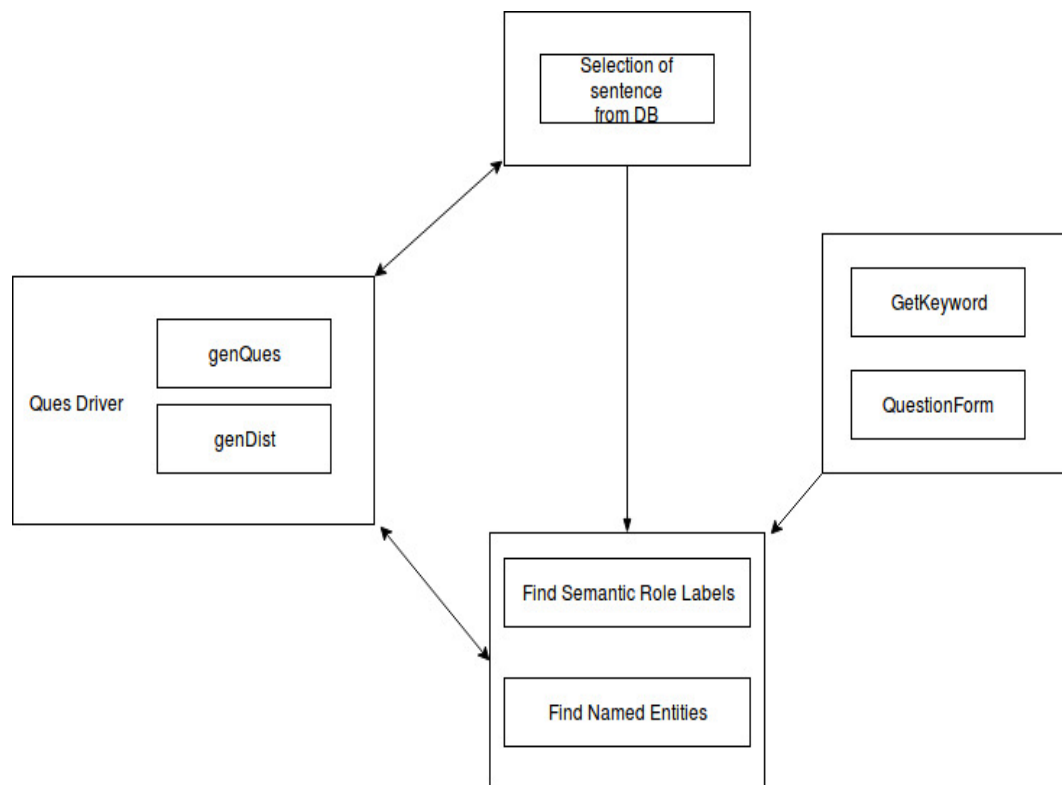 Selection of
sentence
from DB
GetKeyword
QuestionForm
genQues
Ques Driver
genDist
Find Semantic Role Labels
Find Named Entities